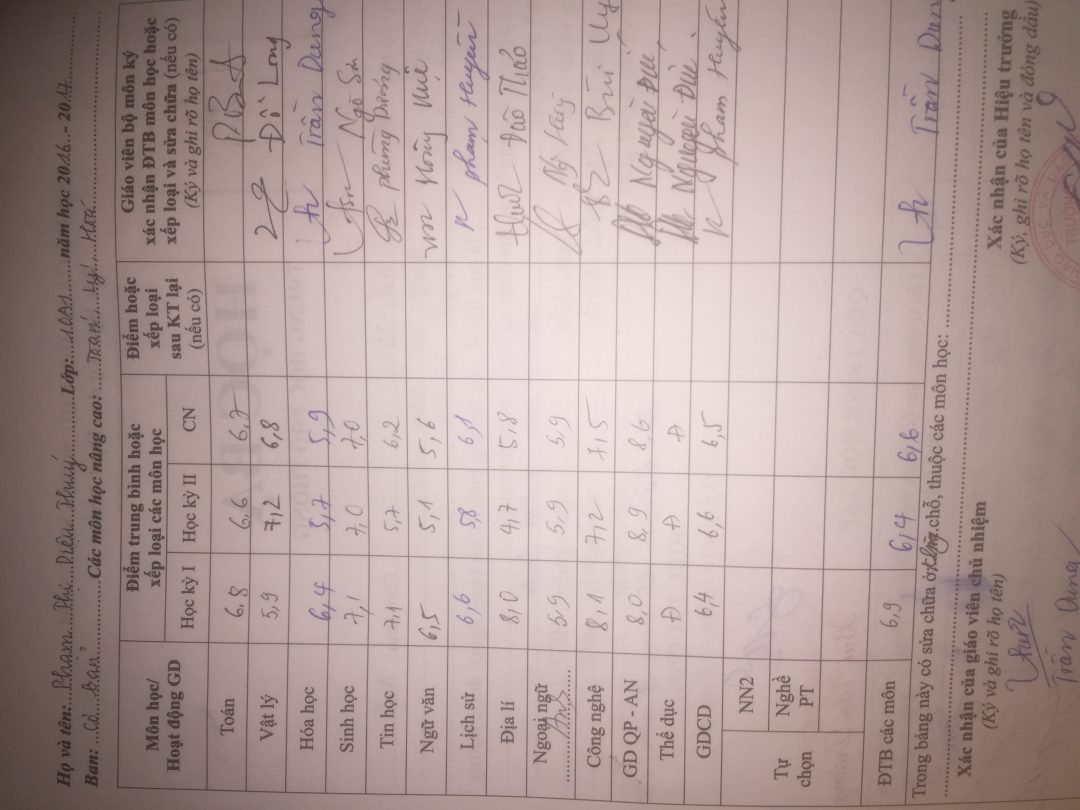 Họ và tên: Phạm Thị Diệu Thuý Lớp: 10A1 năm học 2016 - 2017
Ban: Cơ bản Các môn học nâng cao: Toán, Lý, Hoá
Môn học/ Hoạt động GD
Điểm trung bình hoặc xếp loại các môn học
Điểm hoặc xếp loại sau KT lại (nếu có)
Giáo viên bộ môn ký xác nhận ĐTB môn học hoặc xếp loại và sửa chữa (nếu có) (Ký và ghi rõ họ tên)
Học kỳ I Học kỳ II CN
Toán 6,8 6,6 6,7
Vật lý 5,9 7,2 6,8 Đỗ Long
Hóa học 6,4 5,7 5,9 Trần Dung
Sinh học 7,1 7,0 7,0 Ngô Sơn
Tin học 7,1 5,7 6,2 Phùng Dương
Ngữ văn 6,5 5,1 5,6 Hồng Huệ
Lịch sử 6,6 5,8 6,1 Phạm Huyền
Địa lí 8,0 4,7 5,8 Đào Thảo
Ngoại ngữ Anh 5,9 5,9 5,9
Công nghệ 8,1 7,2 7,5 Bùi Uy
GD QP - AN 8,0 8,9 8,6 Nguyễn Đức
Thể dục Đ Đ Đ Nguyễn Đức
GDCD 6,4 6,6 6,5 Phạm Huyền
Tự chọn
NN2
Nghề PT
ĐTB các môn 6,9 6,4 6,6 Trần Dung
Trong bảng này có sửa chữa ở: không chỗ, thuộc các môn học:
Xác nhận của giáo viên chủ nhiệm
(Ký và ghi rõ họ tên)
Trần Dung
Xác nhận của Hiệu trưởng
(Ký, ghi rõ họ tên và đóng dấu)